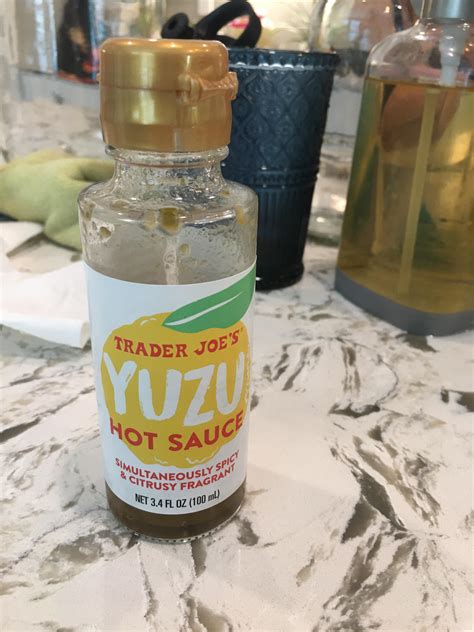 TRADER JOE'S
YUZU
HOT SAUCE
SIMULTANEOUSLY SPICY
& CITRUSY FRAGRANT
NET 3.4 FL OZ (100 mL)